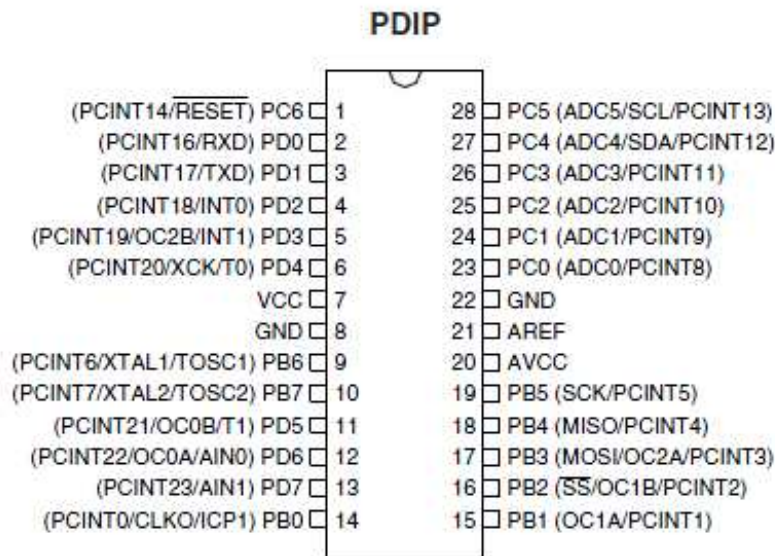 PDIP
(PCINT14/RESET) PC6 1 28 PC5 (ADC5/SCL/PCINT13)
(PCINT16/RXD) PD0 2 27 PC4 (ADC4/SDA/PCINT12)
(PCINT17/TXD) PD1 3 26 PC3 (ADC3/PCINT11)
(PCINT18/INT0) PD2 4 25 PC2 (ADC2/PCINT10)
(PCINT19/OC2B/INT1) PD3 5 24 PC1 (ADC1/PCINT9)
(PCINT20/XCK/T0) PD4 6 23 PC0 (ADC0/PCINT8)
VCC 7 22 GND
GND 8 21 AREF
(PCINT6/XTAL1/TOSC1) PB6 9 20 AVCC
(PCINT7/XTAL2/TOSC2) PB7 10 19 PB5 (SCK/PCINT5)
(PCINT21/OC0B/T1) PD5 11 18 PB4 (MISO/PCINT4)
(PCINT22/OC0A/AIN0) PD6 12 17 PB3 (MOSI/OC2A/PCINT3)
(PCINT23/AIN1) PD7 13 16 PB2 (SS/OC1B/PCINT2)
(PCINT0/CLKO/ICP1) PB0 14 15 PB1 (OC1A/PCINT1)